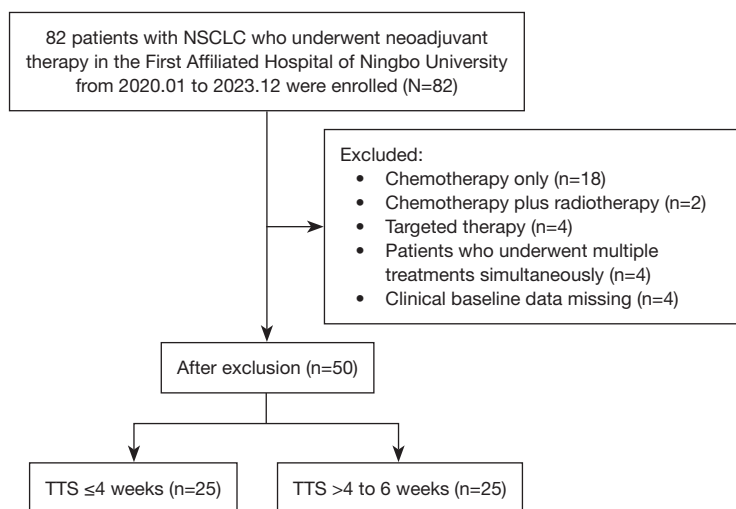 82 patients with NSCLC who underwent neoadjuvant
therapy in the First Affiliated Hospital of Ningbo University
from 2020.01 to 2023.12 were enrolled (N=82)
Excluded:
• Chemotherapy only (n=18)
• Chemotherapy plus radiotherapy (n=2)
• Targeted therapy (n=4)
• Patients who underwent multiple
treatments simultaneously (n=4)
• Clinical baseline data missing (n=4)
After exclusion (n=50)
TTS ≤4 weeks (n=25)
TTS >4 to 6 weeks (n=25)